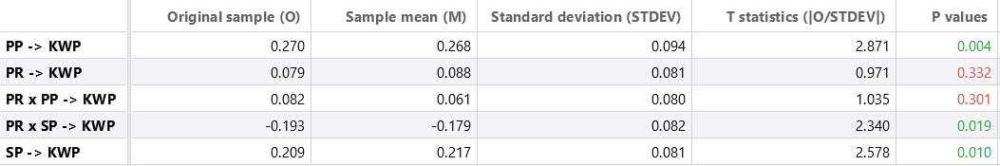 Original sample (O) Sample mean (M) Standard deviation (STDEV) T statistics (|O/STDEV|) P values
PP -> KWP 0.270 0.268 0.094 2.871 0.004
PR -> KWP 0.079 0.088 0.081 0.971 0.332
PR x PP -> KWP 0.082 0.061 0.080 1.035 0.301
PR x SP -> KWP -0.193 -0.179 0.082 2.340 0.019
SP -> KWP 0.209 0.217 0.081 2.578 0.010